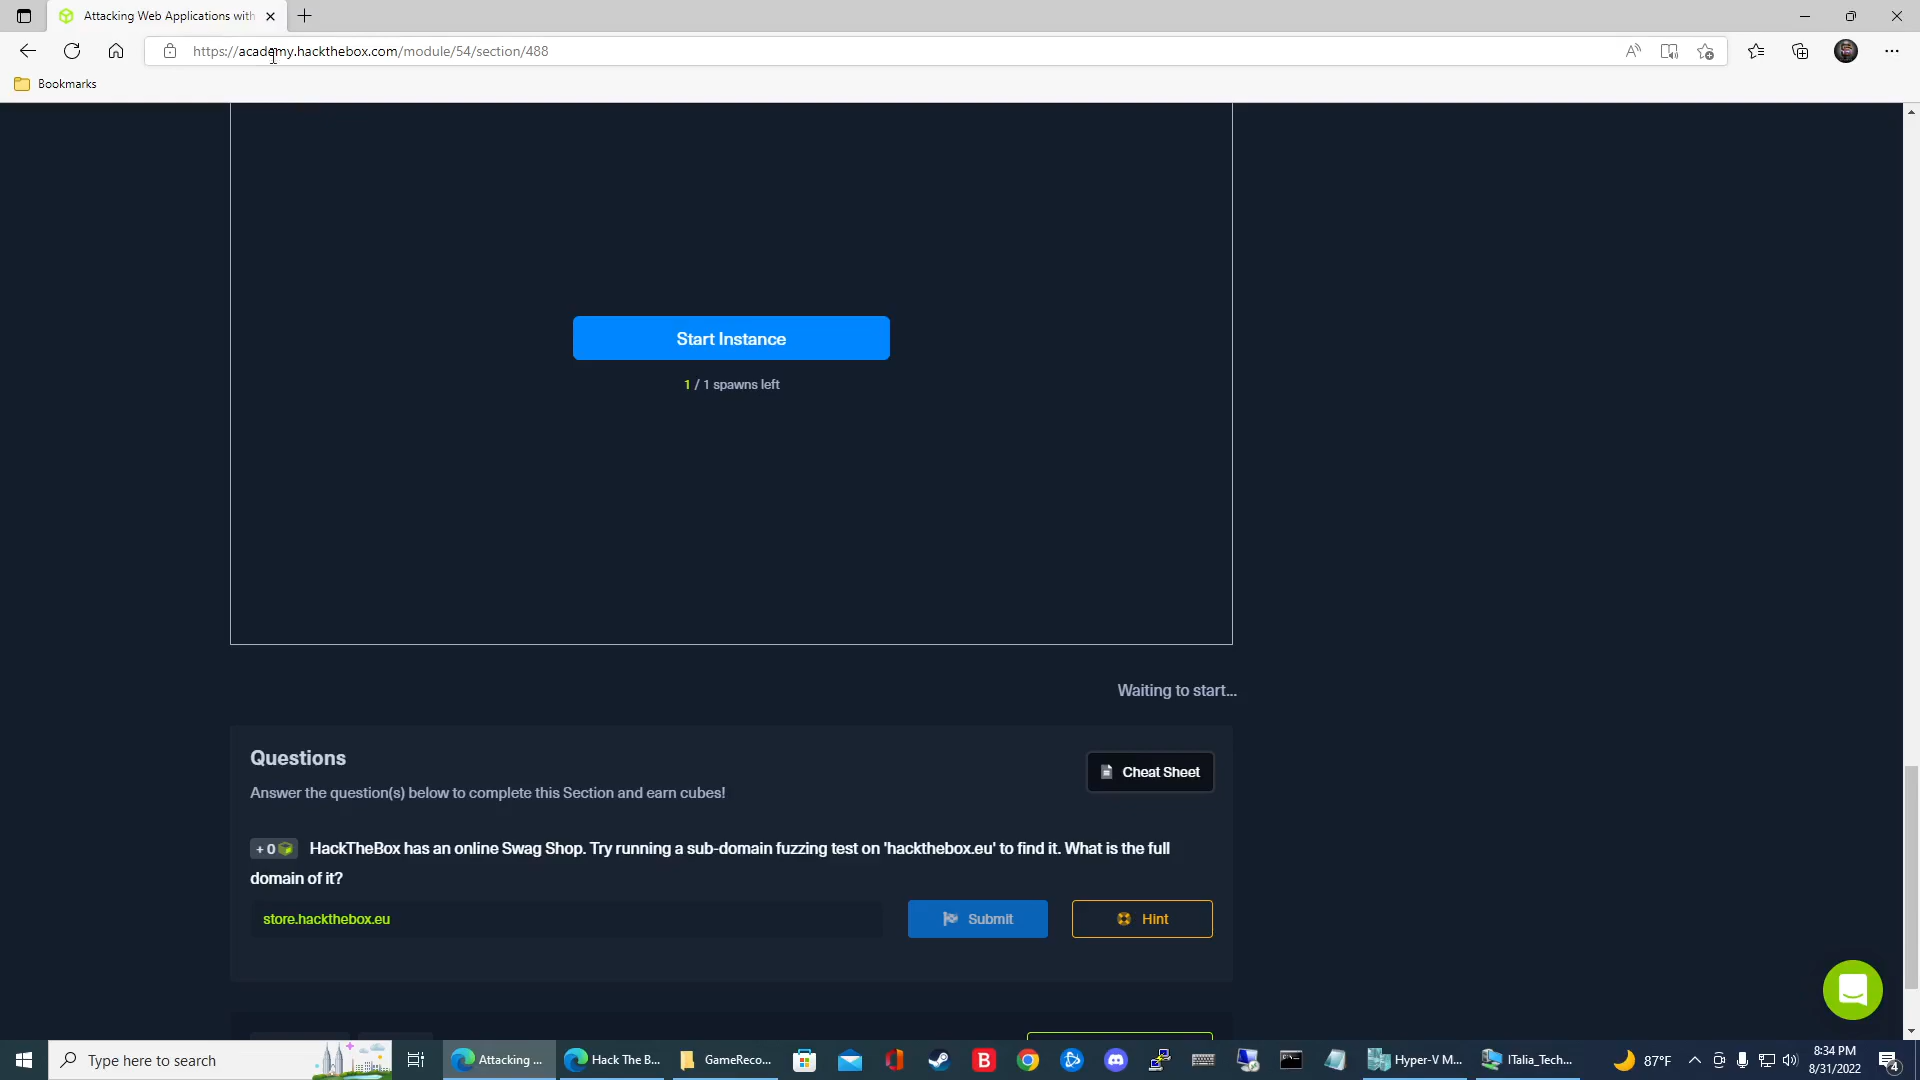 Attacking Web Applications with
https://academy.hackthebox.com/module/54/section/488
Bookmarks
Start Instance
1 / 1 spawns left
Waiting to start...
Questions
Cheat Sheet
Answer the question(s) below to complete this Section and earn cubes!
+ 0 HackTheBox has an online Swag Shop. Try running a sub-domain fuzzing test on 'hackthebox.eu' to find it. What is the full
domain of it?
store.hackthebox.eu
Submit
Hint
Type here to search
Attacking ...
Hack The B...
GameReco...
Hyper-V M...
ITalia_Tech...
87°F
8:34 PM
8/31/2022
4